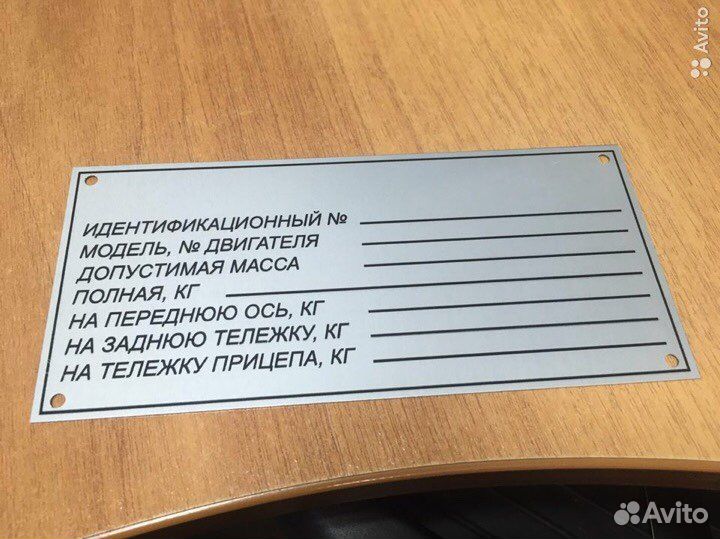 Avito
ИДЕНТИФИКАЦИОННЫЙ №
МОДЕЛЬ, № ДВИГАТЕЛЯ
ДОПУСТИМАЯ МАССА
ПОЛНАЯ, КГ
НА ПЕРЕДНЮЮ ОСЬ, КГ
НА ЗАДНЮЮ ТЕЛЕЖКУ, КГ
НА ТЕЛЕЖКУ ПРИЦЕПА, КГ
Avito